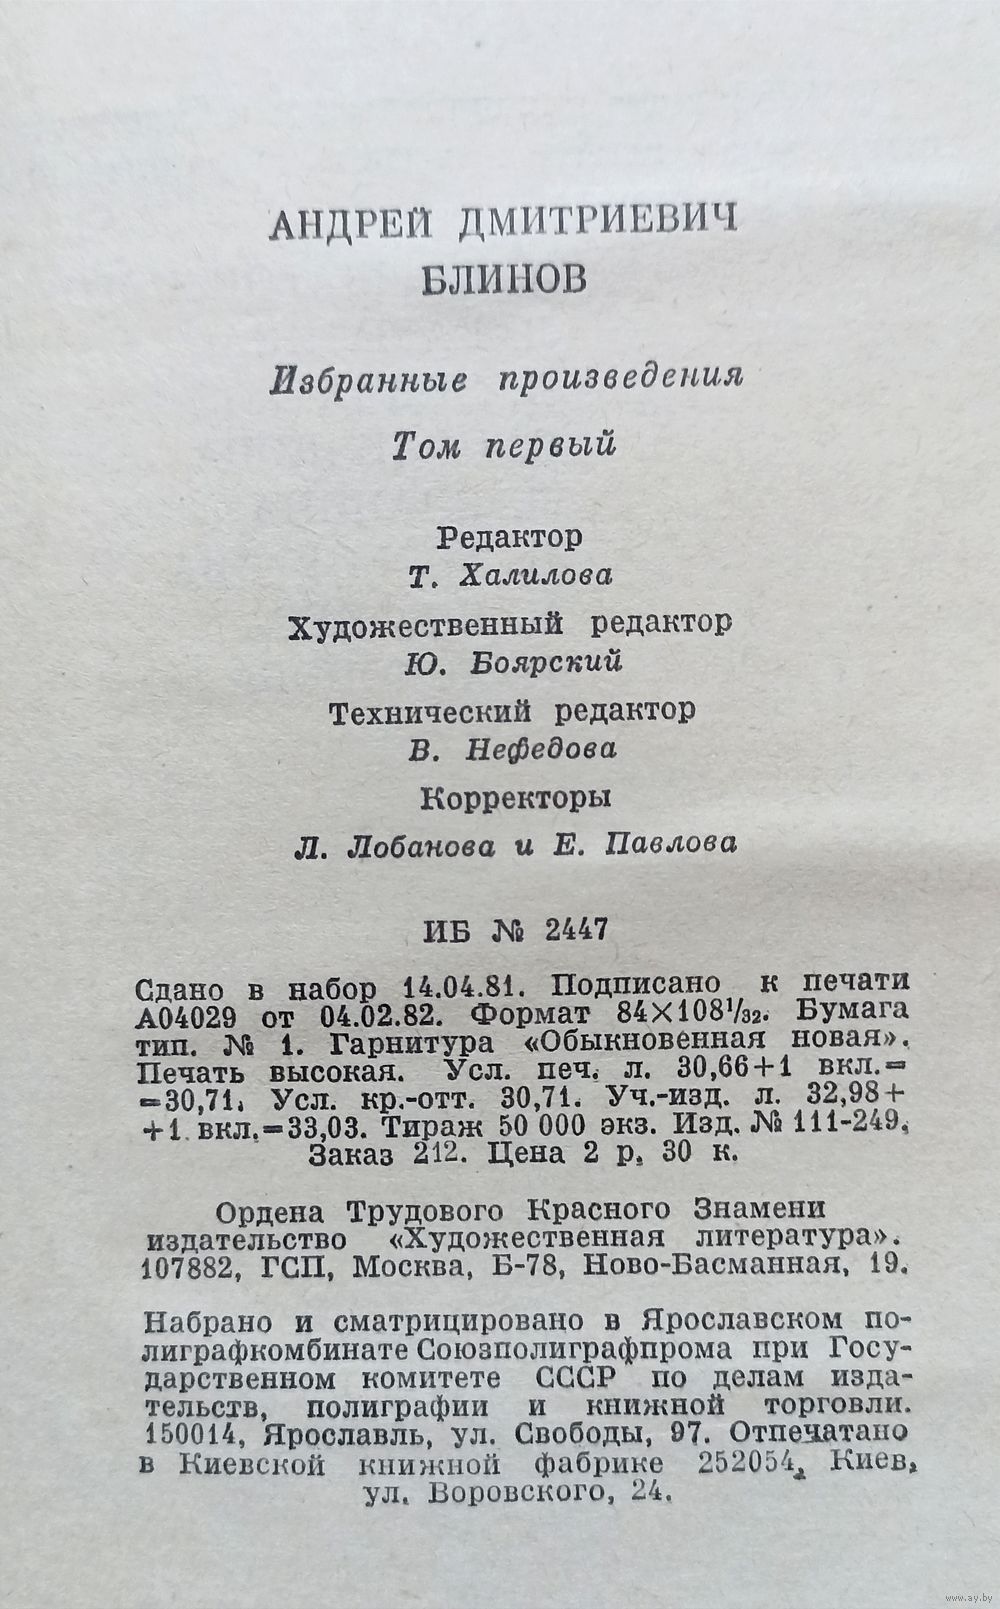 АНДРЕЙ ДМИТРИЕВИЧ
БЛИНОВ
Избранные произведения
Том первый
Редактор
Т. Халилова
Художественный редактор
Ю. Боярский
Технический редактор
В. Нефедова
Корректоры
Л. Лобанова и Е. Павлова
ИБ № 2447
Сдано в набор 14.04.81. Подписано к печати
А04029 от 04.02.82. Формат 84×108¹/₃₂. Бумага
тип. № 1. Гарнитура «Обыкновенная новая».
Печать высокая. Усл. печ. л. 30,66+1 вкл.=
=30,71. Усл. кр.-отт. 30,71. Уч.-изд. л. 32,98+
+1 вкл.=33,03. Тираж 50 000 экз. Изд. № 111-249.
Заказ 212. Цена 2 р. 30 к.
Ордена Трудового Красного Знамени
издательство «Художественная литература».
107882, ГСП, Москва, Б-78, Ново-Басманная, 19.
Набрано и сматрицировано в Ярославском по-
лиграфкомбинате Союзполиграфпрома при Госу-
дарственном комитете СССР по делам изда-
тельств, полиграфии и книжной торговли.
150014, Ярославль, ул. Свободы, 97. Отпечатано
в Киевской книжной фабрике 252054, Киев,
ул. Воровского, 24.
www.ay.by